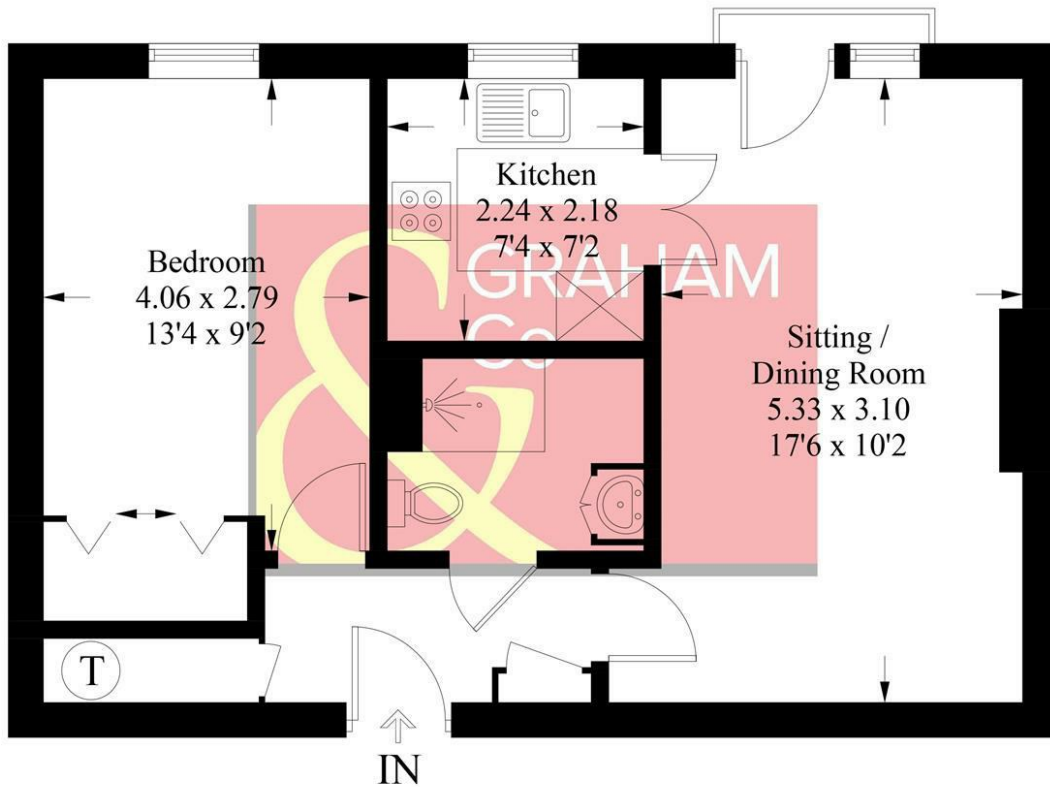 Kitchen
2.24 x 2.18
7'4 x 7'2
Bedroom
4.06 x 2.79
13'4 x 9'2
GRAHAM
&
Co
Sitting /
Dining Room
5.33 x 3.10
17'6 x 10'2
T
IN